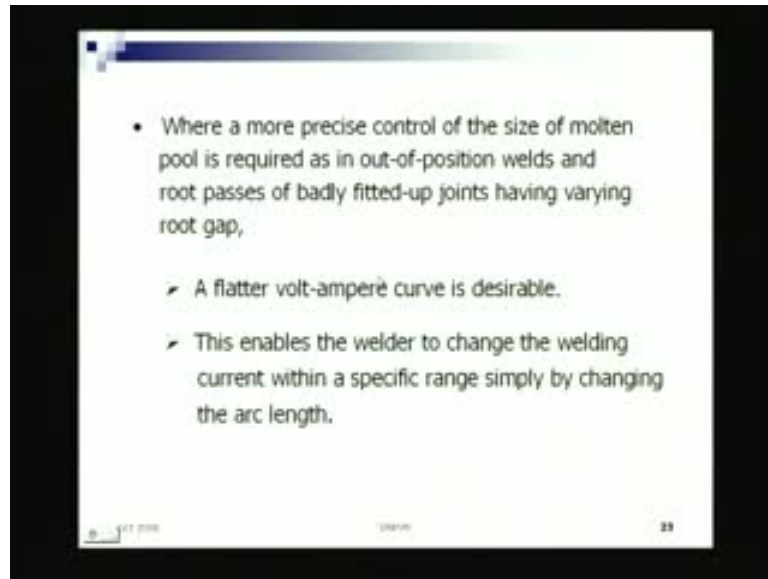 • Where a more precise control of the size of molten
pool is required as in out-of-position welds and
root passes of badly fitted-up joints having varying
root gap,
➢ A flatter volt-ampere curve is desirable.
➢ This enables the welder to change the welding
current within a specific range simply by changing
the arc length.
23